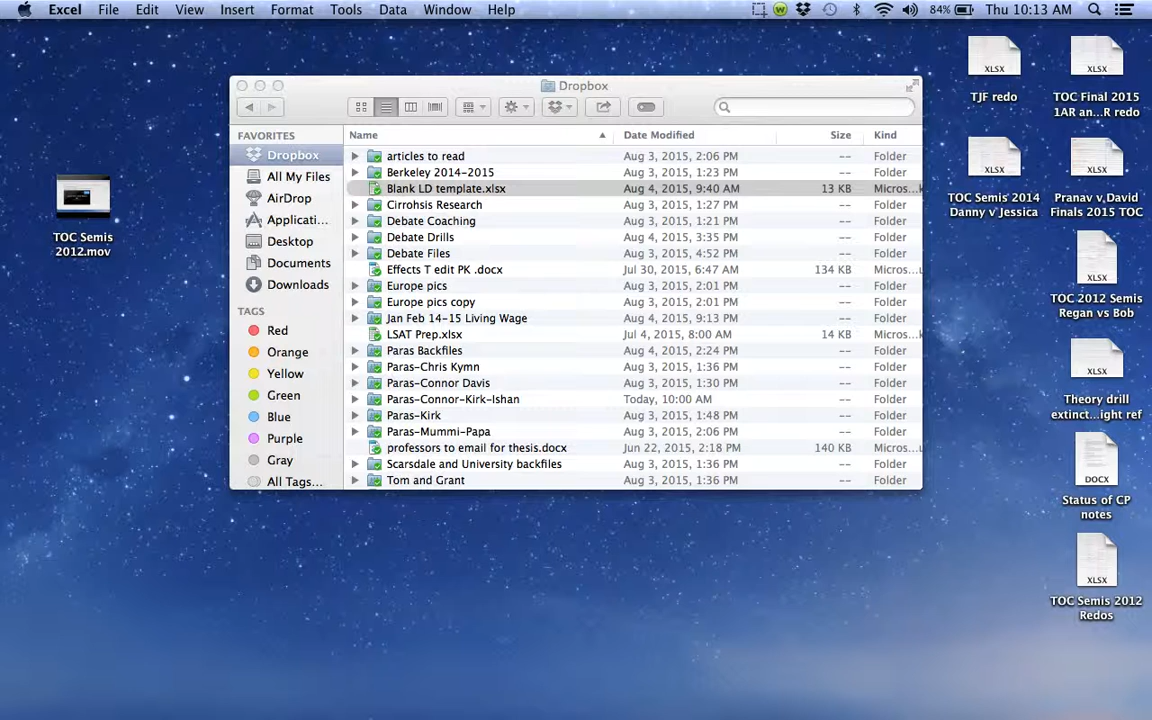 Excel File Edit View Insert Format Tools Data Window Help 84% Thu 10:13 AM
Dropbox
FAVORITES
Dropbox
All My Files
AirDrop
Applicati...
Desktop
Documents
Downloads
TAGS
Red
Orange
Yellow
Green
Blue
Purple
Gray
All Tags...
Name Date Modified Size Kind
articles to read Aug 3, 2015, 2:06 PM -- Folder
Berkeley 2014-2015 Aug 3, 2015, 1:23 PM -- Folder
Blank LD template.xlsx Aug 4, 2015, 9:40 AM 13 KB Micros...k
Cirrohsis Research Aug 3, 2015, 1:27 PM -- Folder
Debate Coaching Aug 3, 2015, 1:21 PM -- Folder
Debate Drills Aug 4, 2015, 3:35 PM -- Folder
Debate Files Aug 3, 2015, 4:52 PM -- Folder
Effects T edit PK .docx Jul 30, 2015, 6:47 AM 134 KB Micros...u
Europe pics Aug 3, 2015, 2:01 PM -- Folder
Europe pics copy Aug 3, 2015, 2:01 PM -- Folder
Jan Feb 14-15 Living Wage Aug 4, 2015, 9:13 PM -- Folder
LSAT Prep.xlsx Jul 4, 2015, 8:00 AM 14 KB Micros...k
Paras Backfiles Aug 4, 2015, 2:24 PM -- Folder
Paras-Chris Kymn Aug 3, 2015, 1:36 PM -- Folder
Paras-Connor Davis Aug 3, 2015, 1:30 PM -- Folder
Paras-Connor-Kirk-Ishan Today, 10:00 AM -- Folder
Paras-Kirk Aug 3, 2015, 1:48 PM -- Folder
Paras-Mummi-Papa Aug 3, 2015, 2:06 PM -- Folder
professors to email for thesis.docx Jun 22, 2015, 2:18 PM 140 KB Micros...u
Scarsdale and University backfiles Aug 3, 2015, 1:36 PM -- Folder
Tom and Grant Aug 3, 2015, 1:36 PM -- Folder
TOC Semis
2012.mov
XLSX
TJF redo
XLSX
TOC Final 2015
1AR an...R redo
XLSX
TOC Semis 2014
Danny v Jessica
XLSX
Pranav v,David
Finals 2015 TOC
XLSX
TOC 2012 Semis
Regan vs Bob
XLSX
Theory drill
extinct...ight ref
DOCX
Status of CP
notes
XLSX
TOC Semis 2012
Redos